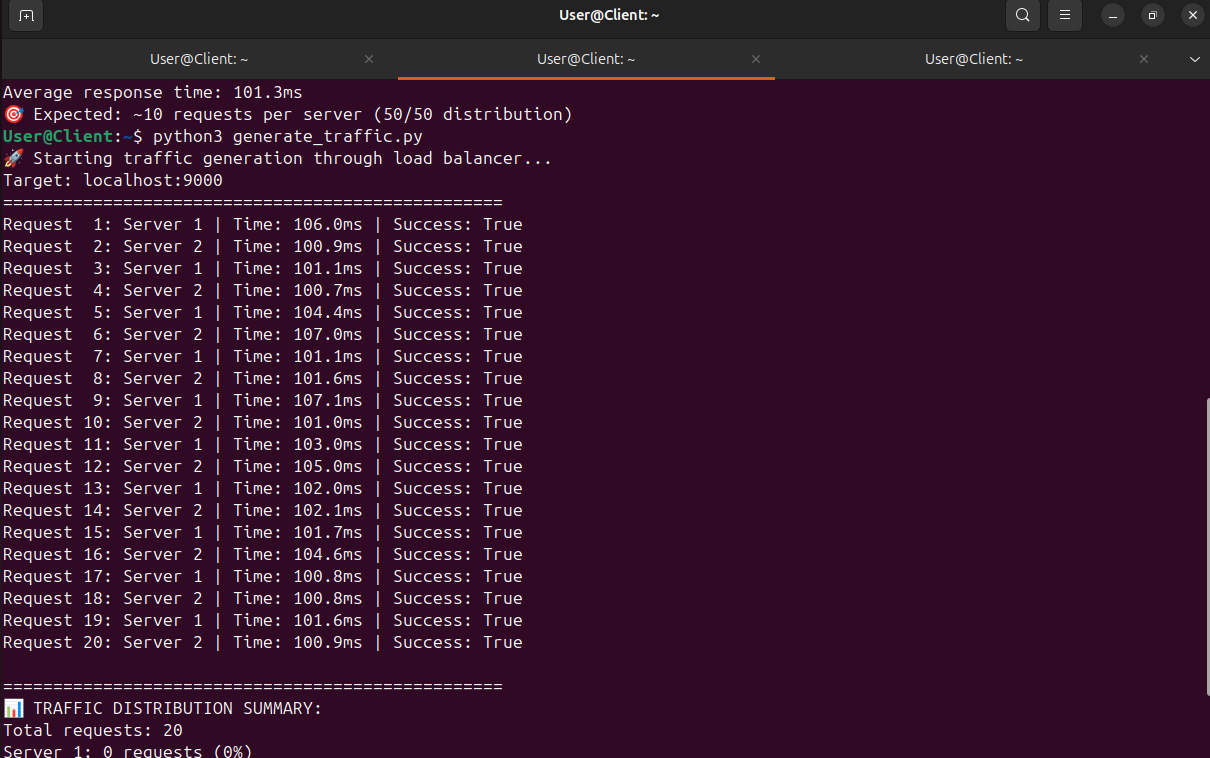 User@Client: ~
User@Client: ~ User@Client: ~ User@Client: ~
Average response time: 101.3ms
🎯 Expected: ~10 requests per server (50/50 distribution)
User@Client:~$ python3 generate_traffic.py
🚀 Starting traffic generation through load balancer...
Target: localhost:9000
==================================================
Request  1: Server 1 | Time: 106.0ms | Success: True
Request  2: Server 2 | Time: 100.9ms | Success: True
Request  3: Server 1 | Time: 101.1ms | Success: True
Request  4: Server 2 | Time: 100.7ms | Success: True
Request  5: Server 1 | Time: 104.4ms | Success: True
Request  6: Server 2 | Time: 107.0ms | Success: True
Request  7: Server 1 | Time: 101.1ms | Success: True
Request  8: Server 2 | Time: 101.6ms | Success: True
Request  9: Server 1 | Time: 107.1ms | Success: True
Request 10: Server 2 | Time: 101.0ms | Success: True
Request 11: Server 1 | Time: 103.0ms | Success: True
Request 12: Server 2 | Time: 105.0ms | Success: True
Request 13: Server 1 | Time: 102.0ms | Success: True
Request 14: Server 2 | Time: 102.1ms | Success: True
Request 15: Server 1 | Time: 101.7ms | Success: True
Request 16: Server 2 | Time: 104.6ms | Success: True
Request 17: Server 1 | Time: 100.8ms | Success: True
Request 18: Server 2 | Time: 100.8ms | Success: True
Request 19: Server 1 | Time: 101.6ms | Success: True
Request 20: Server 2 | Time: 100.9ms | Success: True
==================================================
📊 TRAFFIC DISTRIBUTION SUMMARY:
Total requests: 20
Server 1: 0 requests (0%)